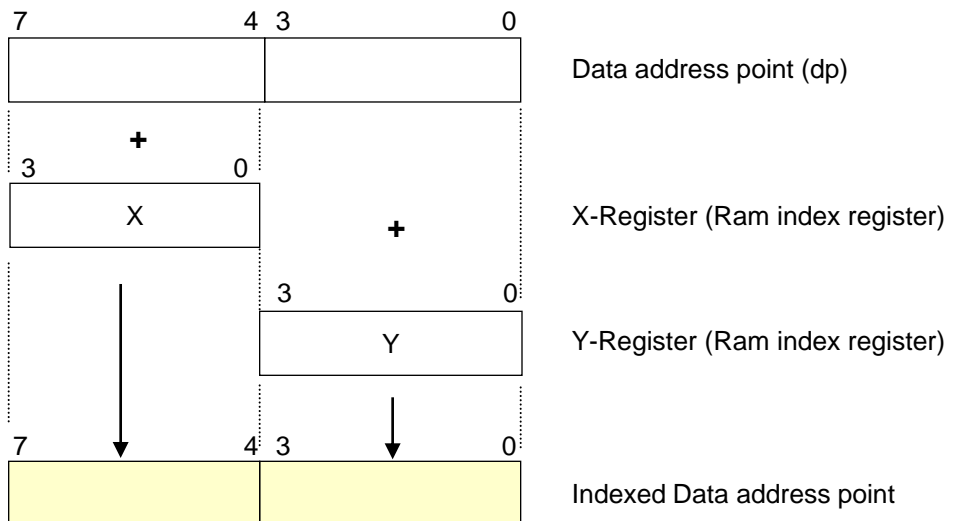 7 4 3 0
Data address point (dp)
+
3 0
X
X-Register (Ram index register)
+
3 0
Y
Y-Register (Ram index register)
7 4 3 0
Indexed Data address point